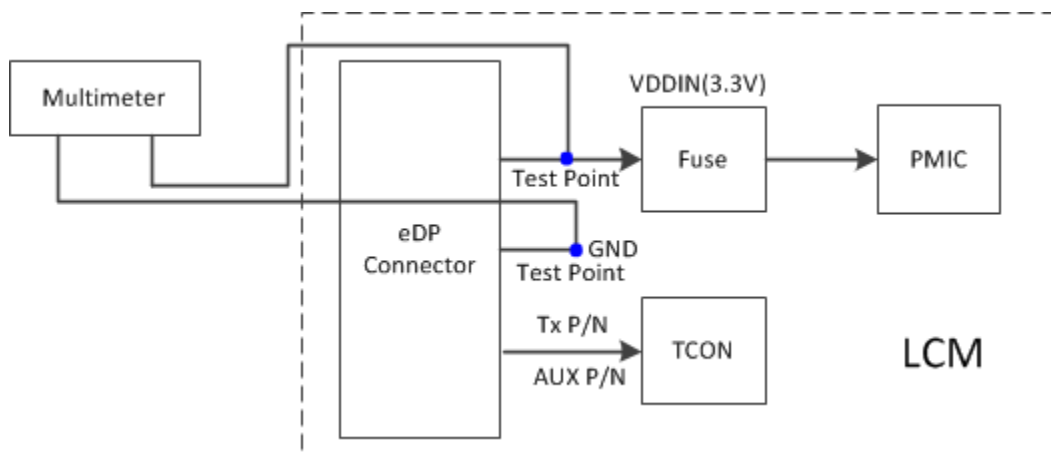 Multimeter
VDDIN(3.3V)
Fuse
PMIC
Test Point
eDP
Connector
GND
Test Point
Tx P/N
AUX P/N
TCON
LCM